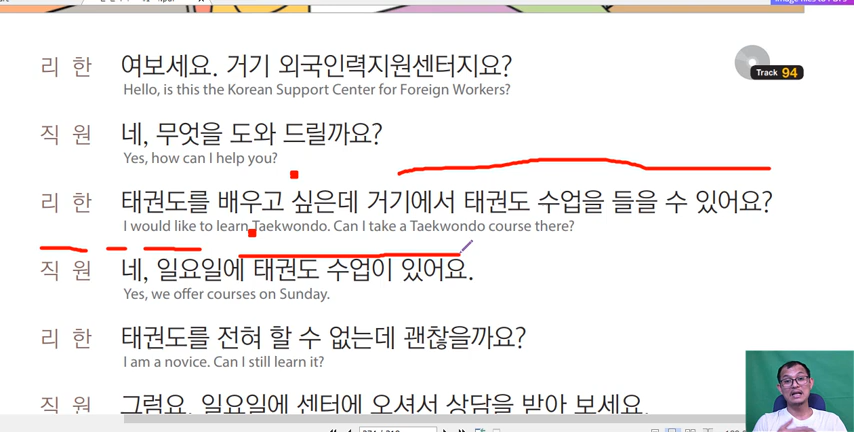 Track 94
리 한 여보세요. 거기 외국인력지원센터지요?
Hello, is this the Korean Support Center for Foreign Workers?
직 원 네, 무엇을 도와 드릴까요?
Yes, how can I help you?
리 한 태권도를 배우고 싶은데 거기에서 태권도 수업을 들을 수 있어요?
I would like to learn Taekwondo. Can I take a Taekwondo course there?
직 원 네, 일요일에 태권도 수업이 있어요.
Yes, we offer courses on Sunday.
리 한 태권도를 전혀 할 수 없는데 괜찮을까요?
I am a novice. Can I still learn it?
직 원 그럼요. 일요일에 센터에 오셔서 상담을 받아 보세요.